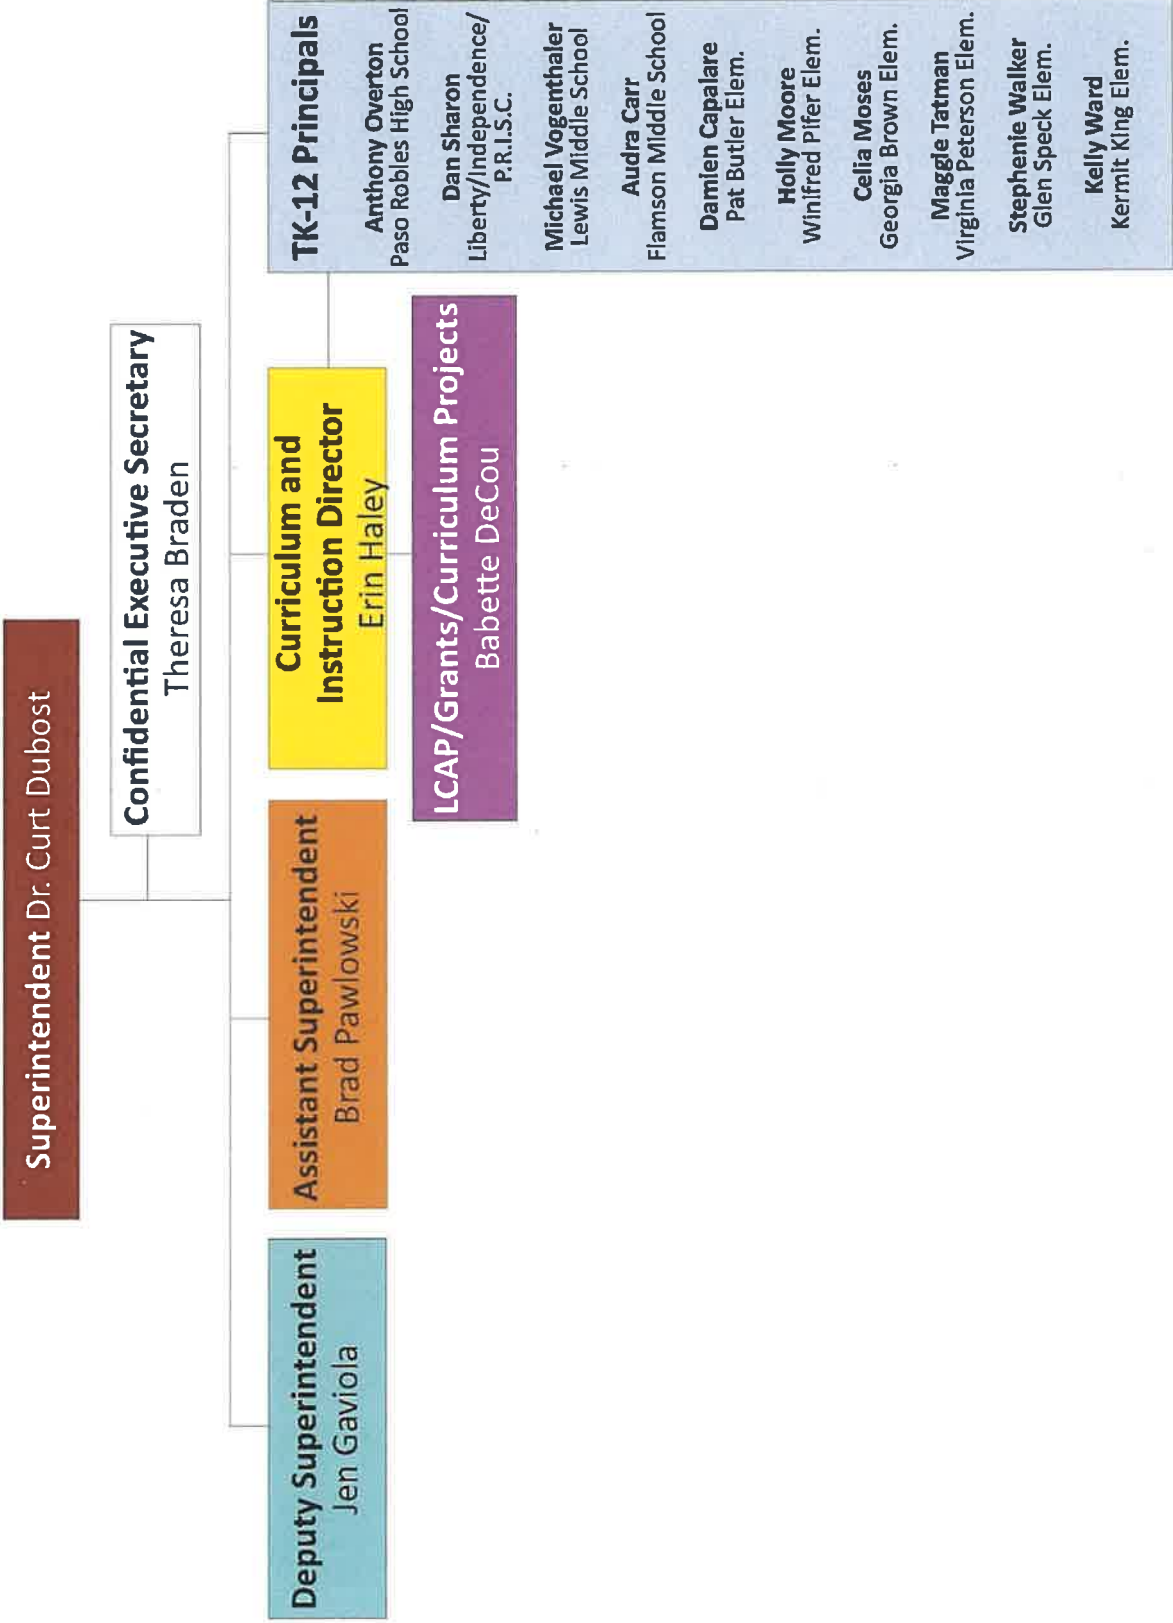 Superintendent Dr. Curt Dubost
Confidential Executive Secretary
Theresa Braden
Deputy Superintendent
Jen Gaviola
Assistant Superintendent
Brad Pawlowski
Curriculum and
Instruction Director
Erin Haley
LCAP/Grants/Curriculum Projects
Babette DeCou
TK-12 Principals
Anthony Overton
Paso Robles High School
Dan Sharon
Liberty/Independence/
P.R.I.S.C.
Michael Vogenthaler
Lewis Middle School
Audra Carr
Flamson Middle School
Damien Capalare
Pat Butler Elem.
Holly Moore
Winifred Pifer Elem.
Celia Moses
Georgia Brown Elem.
Maggie Tatman
Virginia Peterson Elem.
Stephenie Walker
Glen Speck Elem.
Kelly Ward
Kermit King Elem.